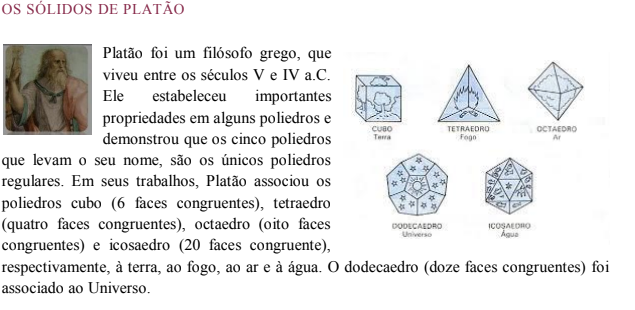 OS SÓLIDOS DE PLATÃO
Platão foi um filósofo grego, que
viveu entre os séculos V e IV a.C.
Ele estabeleceu importantes
propriedades em alguns poliedros e
demonstrou que os cinco poliedros
que levam o seu nome, são os únicos poliedros
regulares. Em seus trabalhos, Platão associou os
poliedros cubo (6 faces congruentes), tetraedro
(quatro faces congruentes), octaedro (oito faces
congruentes) e icosaedro (20 faces congruente),
respectivamente, à terra, ao fogo, ao ar e à água. O dodecaedro (doze faces congruentes) foi
associado ao Universo.
CUBO
Terra
TETRAEDRO
Fogo
OCTAEDRO
Ar
DODECAEDRO
Universo
ICOSAEDRO
Água